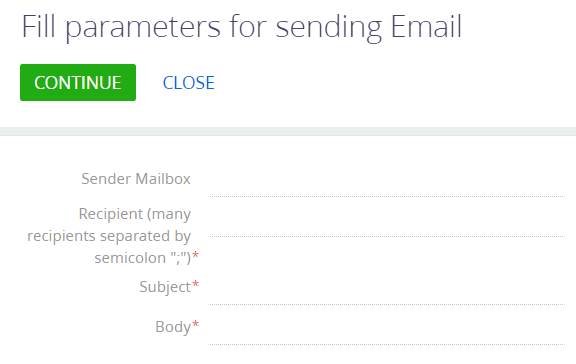 Fill parameters for sending Email
CONTINUE CLOSE
Sender Mailbox
Recipient (many
recipients separated by
semicolon ";")*
Subject*
Body*